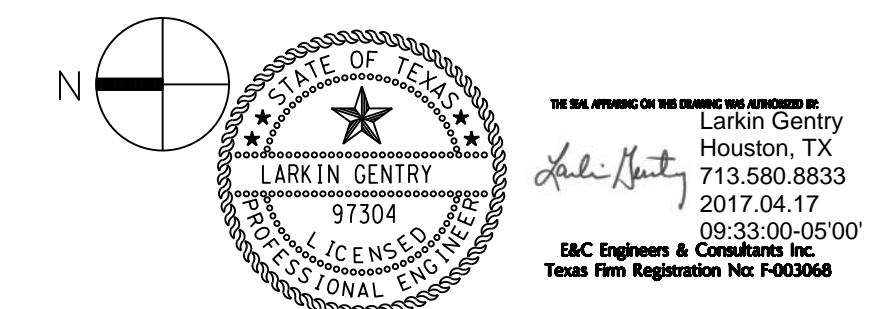 N
STATE OF TEXAS
LARKIN GENTRY
97304
LICENSED
PROFESSIONAL ENGINEER
THE SEAL APPEARING ON THIS DRAWING WAS AUTHORIZED BY:
Larkin Gentry
Larkin Gentry
Houston, TX
713.580.8833
2017.04.17
09:33:00-05'00'
E&C Engineers & Consultants Inc.
Texas Firm Registration No: F-003068